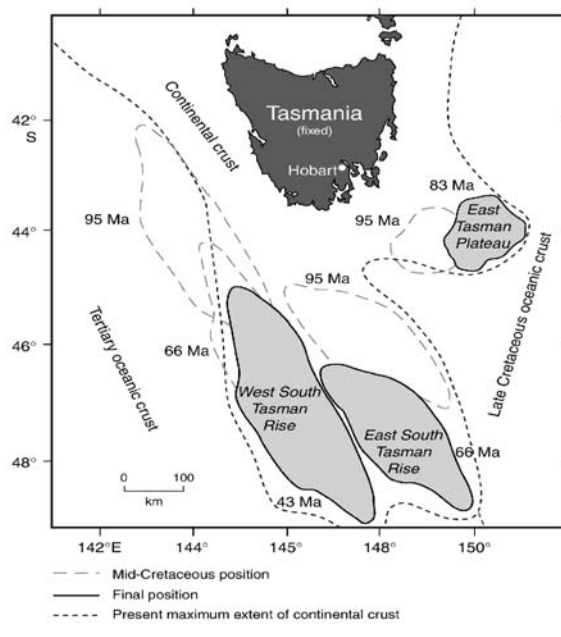 Continental crust
Tasmania
(fixed)
Hobart
42°
S
83 Ma
95 Ma
East
Tasman
Plateau
95 Ma
44°
95 Ma
Late Cretaceous oceanic crust
Tertiary oceanic crust
66 Ma
46°
West South
Tasman
Rise
East South
Tasman
Rise
66 Ma
48°
0 100
km
43 Ma
142°E 144° 145° 148° 150°
Mid-Cretaceous position
Final position
Present maximum extent of continental crust